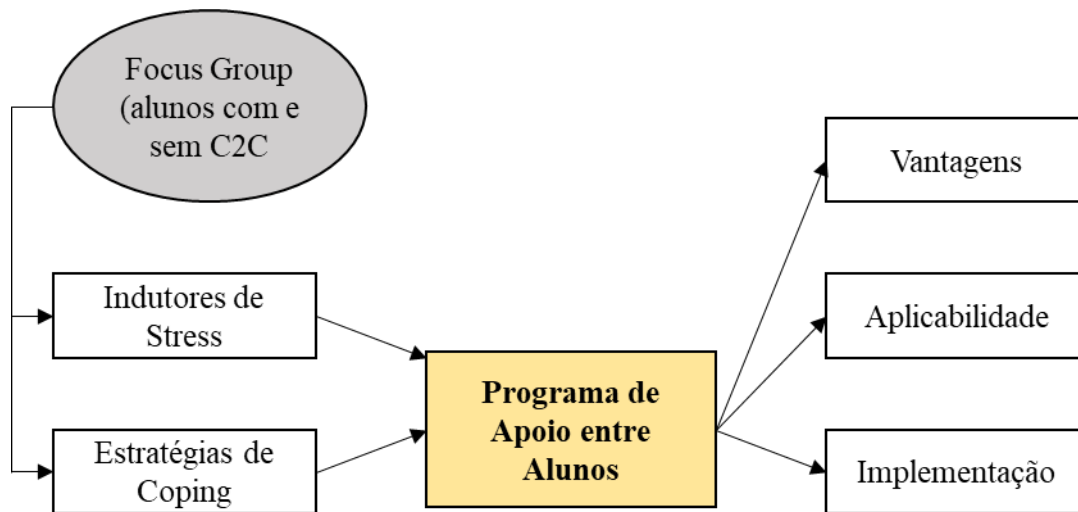 Focus Group
(alunos com e
sem C2C
Indutores de
Stress
Estratégias de
Coping
Programa de
Apoio entre
Alunos
Vantagens
Aplicabilidade
Implementação